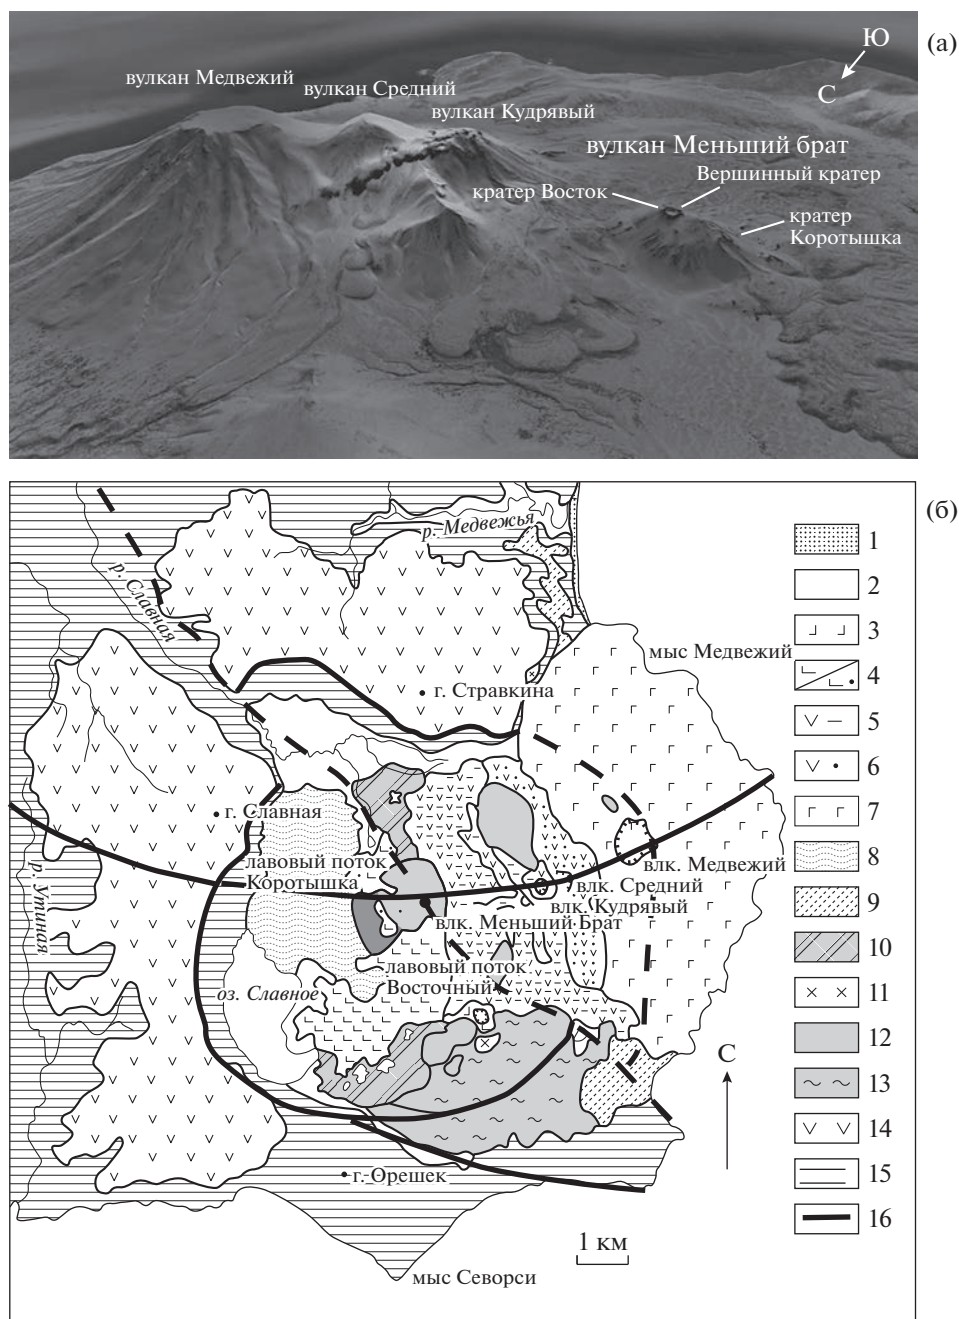 (а)
Ю
С
вулкан Медвежий
вулкан Средний
вулкан Кудрявый
вулкан Меньший брат
Вершинный кратер
кратер Восток
кратер
Коротышка
(б)
р. Медвежья
р. Славная
мыс Медвежий
г. Стравкина
г. Славная
лавовый поток
Коротышка
влк. Медвежий
влк. Средний
влк. Кудрявый
влк. Меньший Брат
р. Утиная
лавовый поток
Восточный
оз. Славное
С
г. Орешек
1 км
мыс Севорси
1
2
3
4
5
6
7
8
9
10
11
12
13
14
15
16